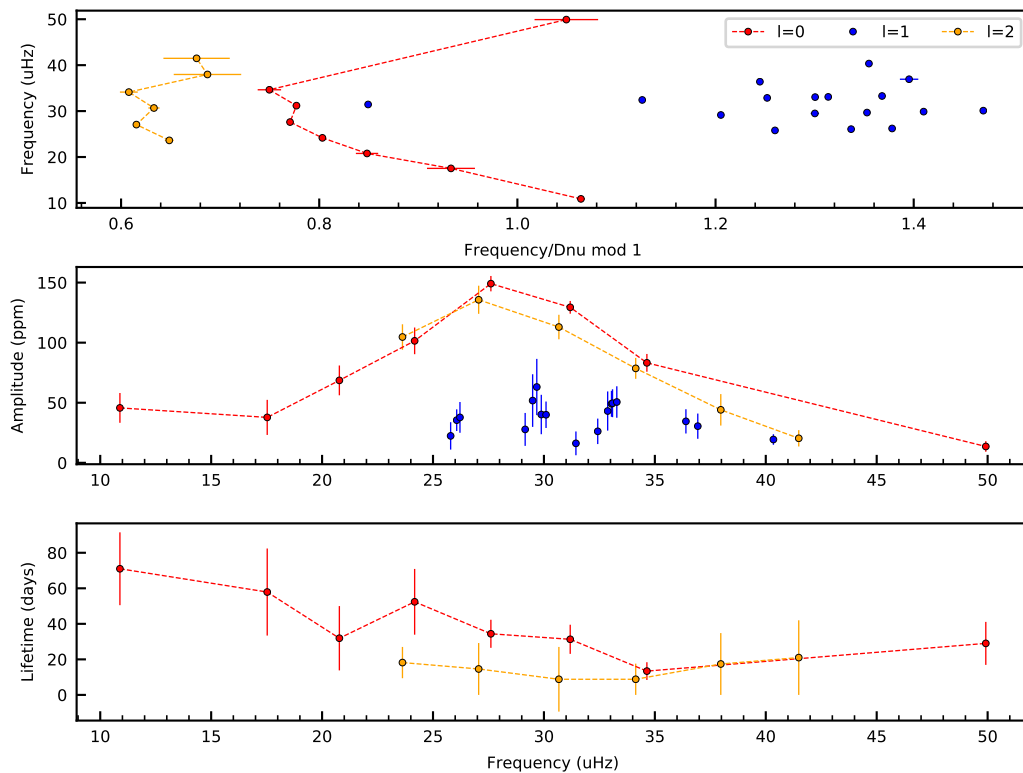 l=0 l=1 l=2
50
40
30
20
10
Frequency (uHz)
0.6 0.8 1.0 1.2 1.4
Frequency/Dnu mod 1
150
100
50
0
Amplitude (ppm)
10 15 20 25 30 35 40 45 50
80
60
40
20
0
Lifetime (days)
10 15 20 25 30 35 40 45 50
Frequency (uHz)